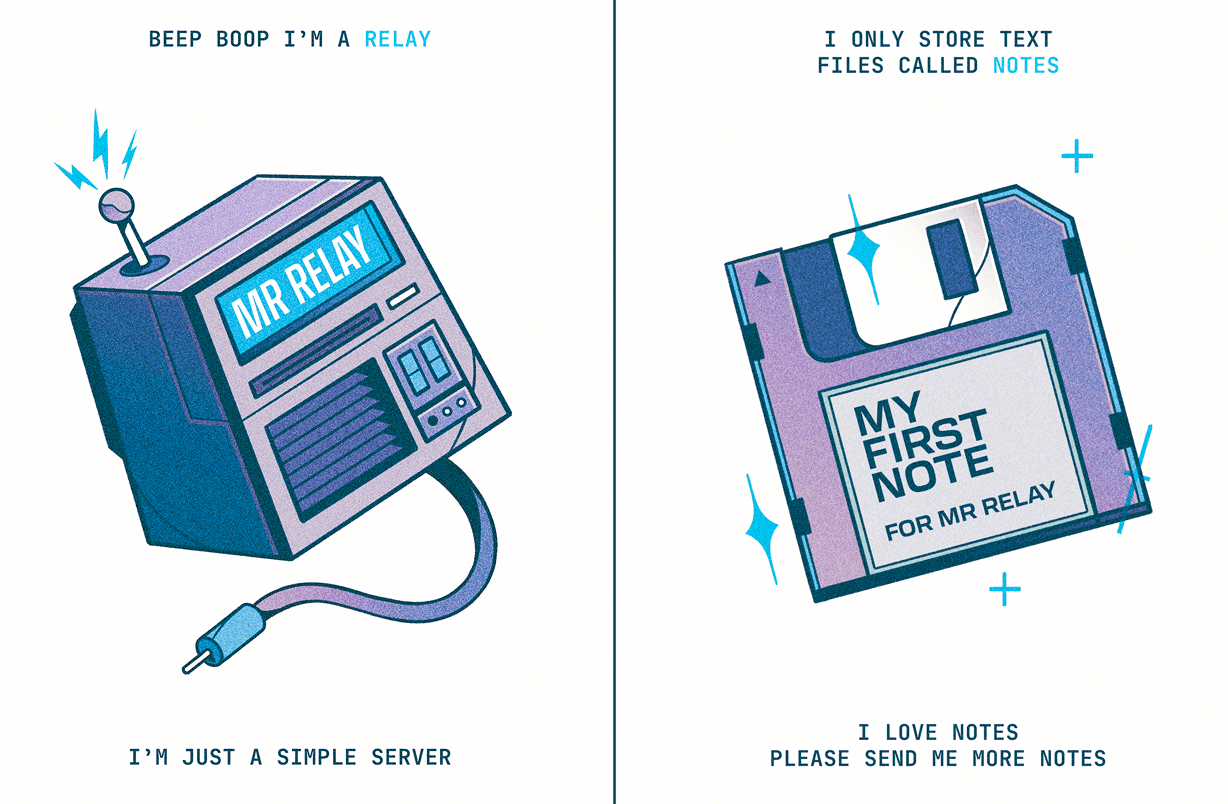 BEEP BOOP I’M A RELAY
MR RELAY
I’M JUST A SIMPLE SERVER
I ONLY STORE TEXT
FILES CALLED NOTES
MY
FIRST
NOTE
FOR MR RELAY
I LOVE NOTES
PLEASE SEND ME MORE NOTES